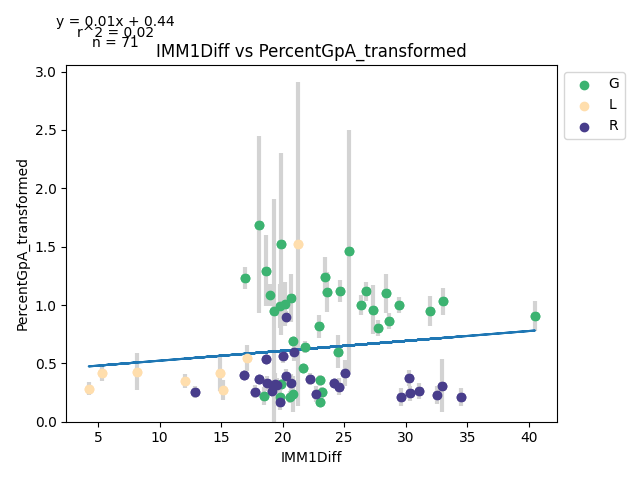 y = 0.01x + 0.44
r^2 = 0.02
n = 71
IMM1Diff vs PercentGpA_transformed
3.0
2.5
2.0
1.5
1.0
0.5
0.0
PercentGpA_transformed
5 10 15 20 25 30 35 40
IMM1Diff
G
L
R